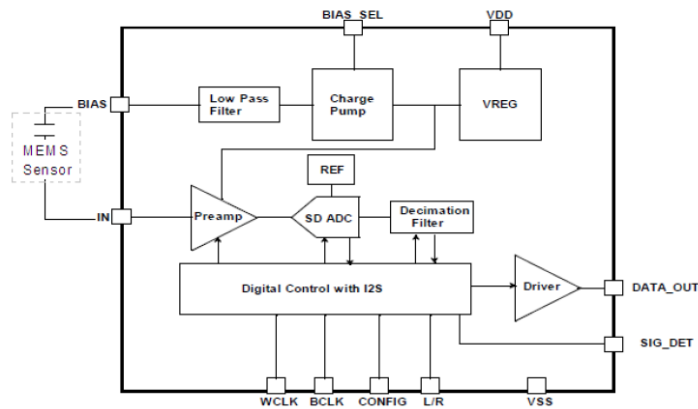 BIAS_SEL
VDD
BIAS
Low Pass
Filter
Charge
Pump
VREG
MEMS
Sensor
REF
IN
Preamp
SD ADC
Decimation
Filter
Digital Control with I2S
Driver
DATA_OUT
SIG_DET
WCLK
BCLK
CONFIG
L/R
VSS